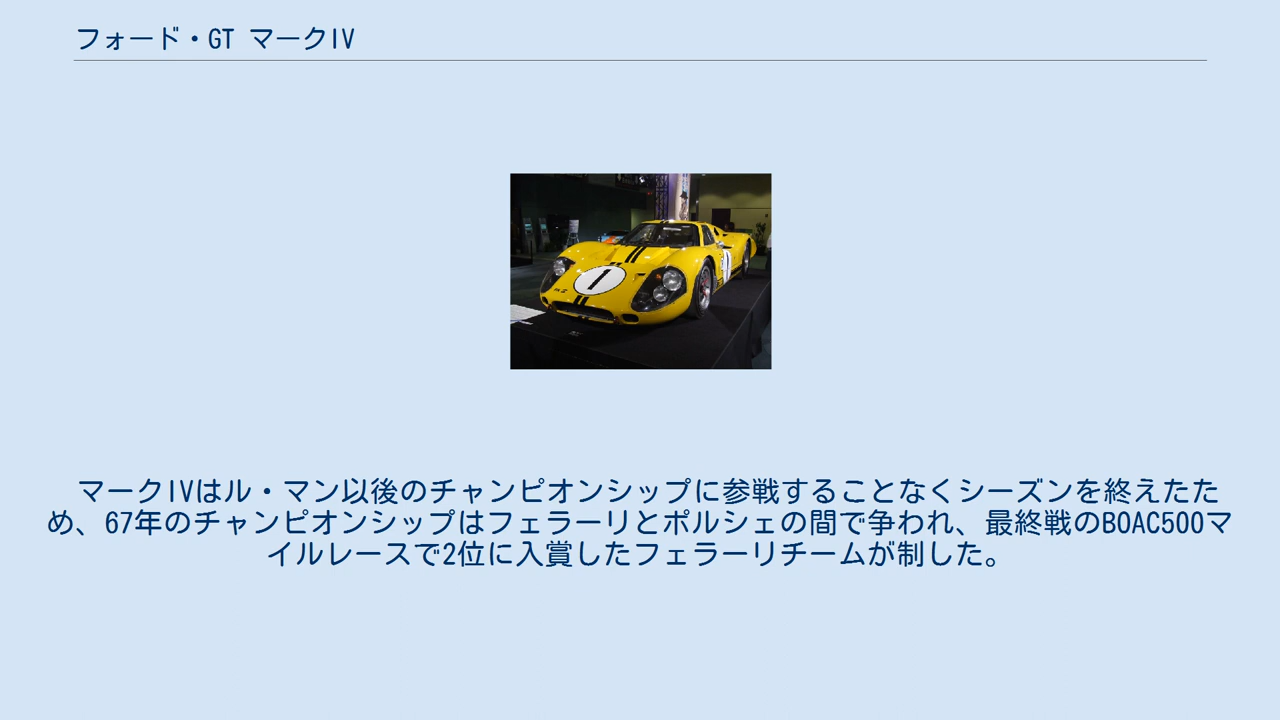 フォード・GT マークIV
1
マークIVはル・マン以後のチャンピオンシップに参戦することなくシーズンを終えたた
め、67年のチャンピオンシップはフェラーリとポルシェの間で争われ、最終戦のBOAC500マ
イルレースで2位に入賞したフェラーリチームが制した。